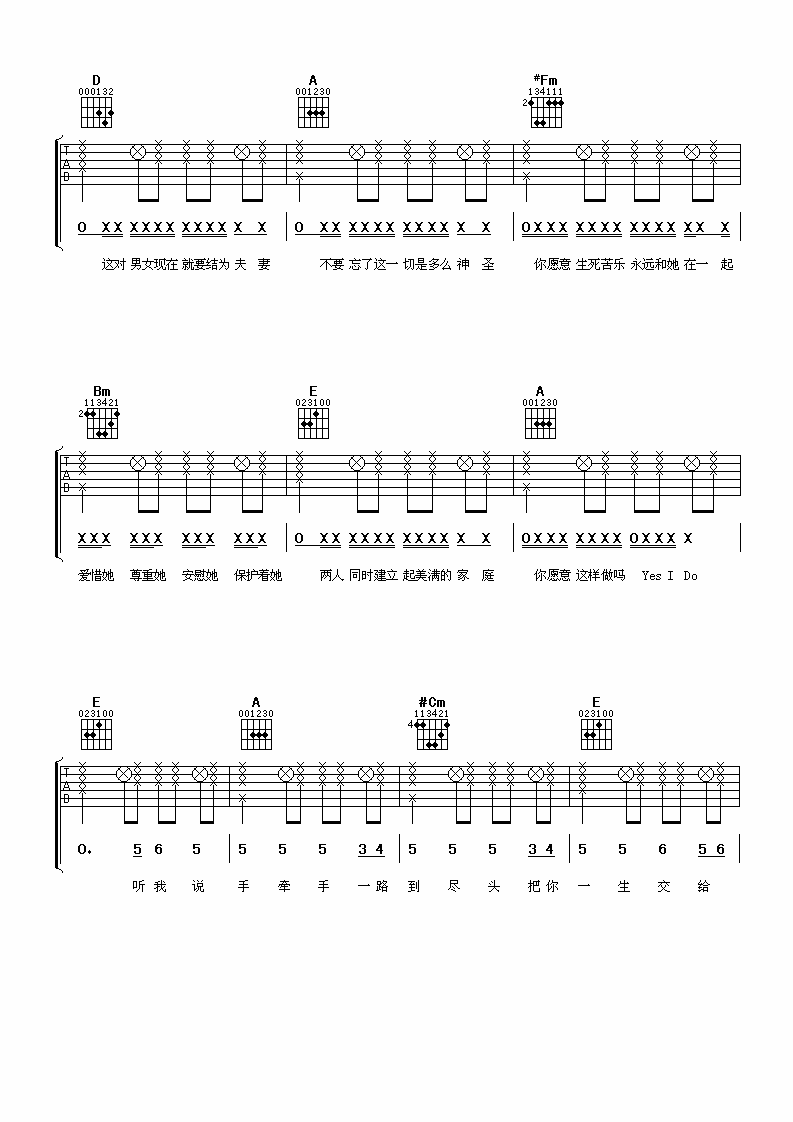 D A #Fm
000132 001230 134111
2
T
A
B
0 XX XXXX XXXX X X 0 XX XXXX XXXX X X 0XXX XXXX XXXX XX X
这对 男女现在 就要结为 夫 妻 不要 忘了这一 切是多么 神 圣 你愿意 生死苦乐 永远和她 在一 起
Bm E A
113421 023100 001230
2
T
A
B
XXX XXX XXX XXX 0 XX XXXX XXXX X X 0XXX XXXX 0XXX X
爱惜她 尊重她 安慰她 保护着她 两人 同时建立 起美满的 家 庭 你愿意 这样做吗 Yes I Do
E A #Cm E
023100 001230 113421 023100
4
T
A
B
0. 5 6 5 5 5 5 3 4 5 5 5 3 4 5 5 6 5 6
听 我 说 手 牵 手 一 路 到 尽 头 把 你 一 生 交 给